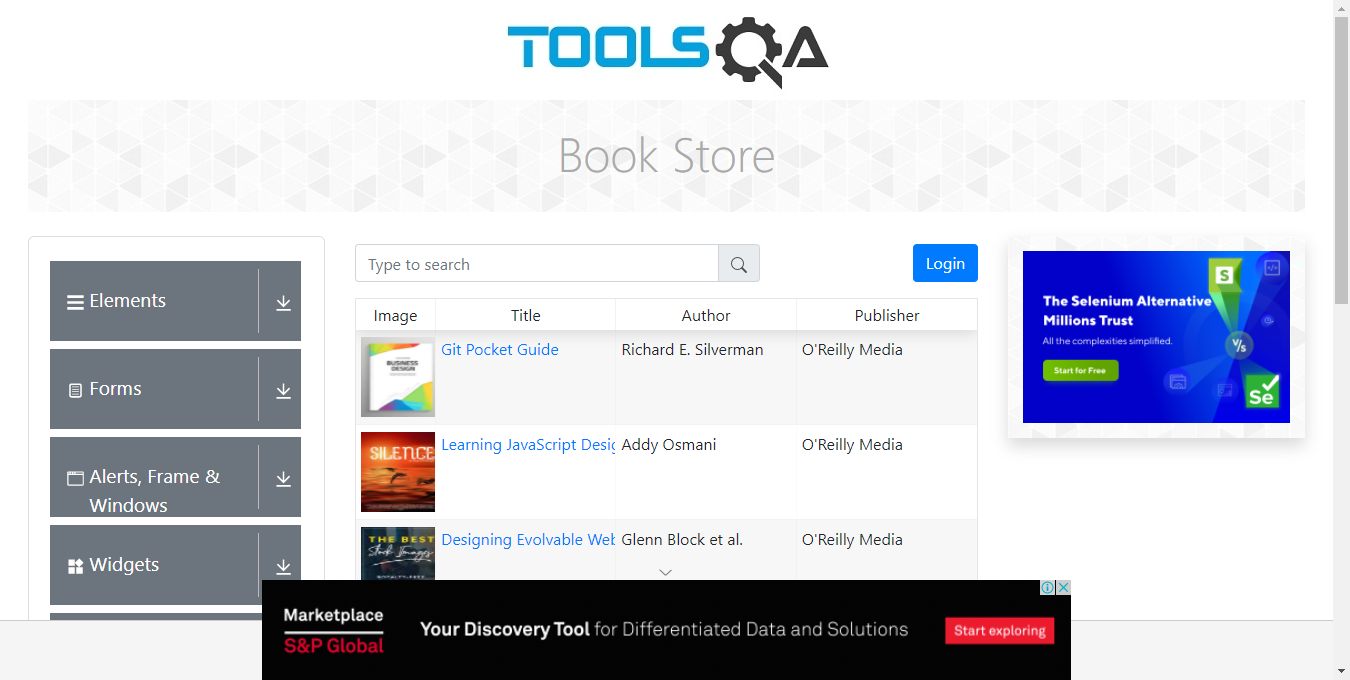 TOOLSQA
Book Store
Elements
Forms
Alerts, Frame &
Windows
Widgets
Type to search
Login
Image Title Author Publisher
BUSINESS
DESIGN
Git Pocket Guide Richard E. Silverman O'Reilly Media
SILENCE
Learning JavaScript Desig Addy Osmani O'Reilly Media
THE BEST
Stock Images
Designing Evolvable Web Glenn Block et al. O'Reilly Media
The Selenium Alternative
Millions Trust
All the complexities simplified.
Start for Free
S
V/s
Se
Marketplace
S&P Global
Your Discovery Tool for Differentiated Data and Solutions
Start exploring